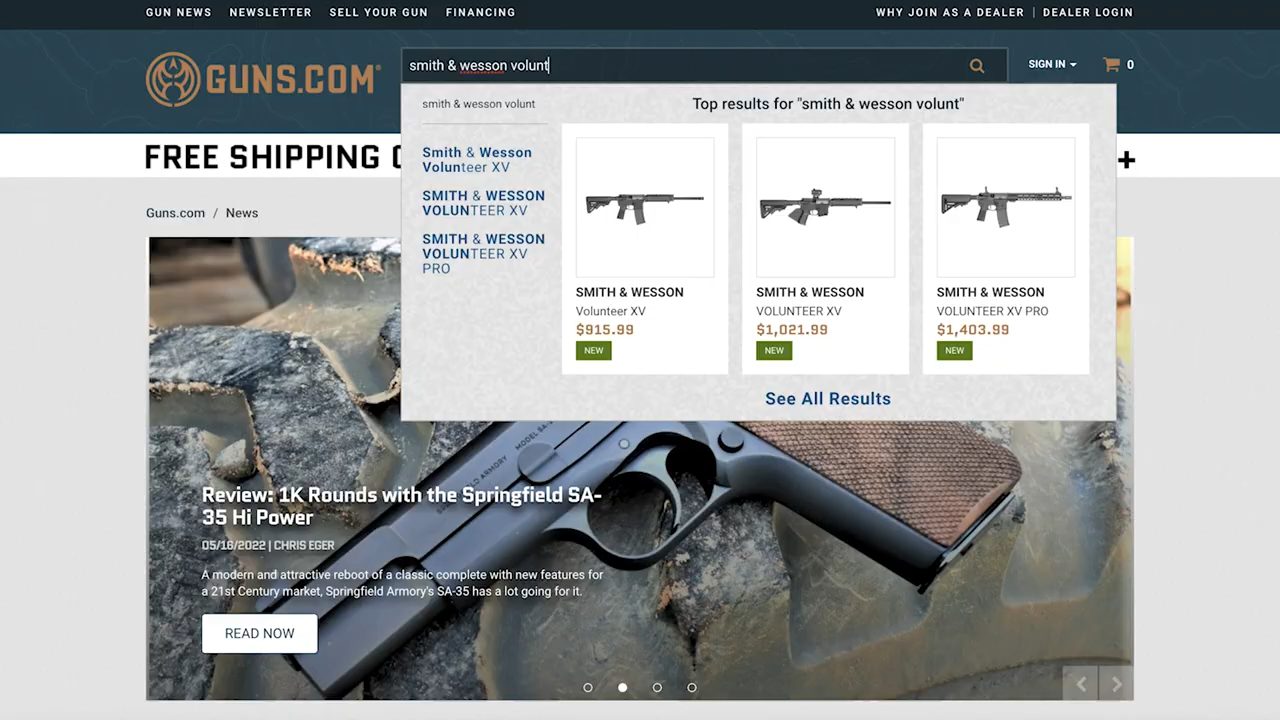 GUN NEWS NEWSLETTER SELL YOUR GUN FINANCING
WHY JOIN AS A DEALER | DEALER LOGIN
GUNS.COM®
smith & wesson volunt
SIGN IN
0
FREE SHIPPING
+
smith & wesson volunt
Smith & Wesson
Volunteer XV
SMITH & WESSON
VOLUNTEER XV
SMITH & WESSON
VOLUNTEER XV
PRO
Top results for "smith & wesson volunt"
SMITH & WESSON
Volunteer XV
$915.99
NEW
SMITH & WESSON
VOLUNTEER XV
$1,021.99
NEW
SMITH & WESSON
VOLUNTEER XV PRO
$1,403.99
NEW
See All Results
Guns.com / News
Review: 1K Rounds with the Springfield SA-
35 Hi Power
05/16/2022 | CHRIS EGER
A modern and attractive reboot of a classic complete with new features for
a 21st Century market, Springfield Armory's SA-35 has a lot going for it.
READ NOW